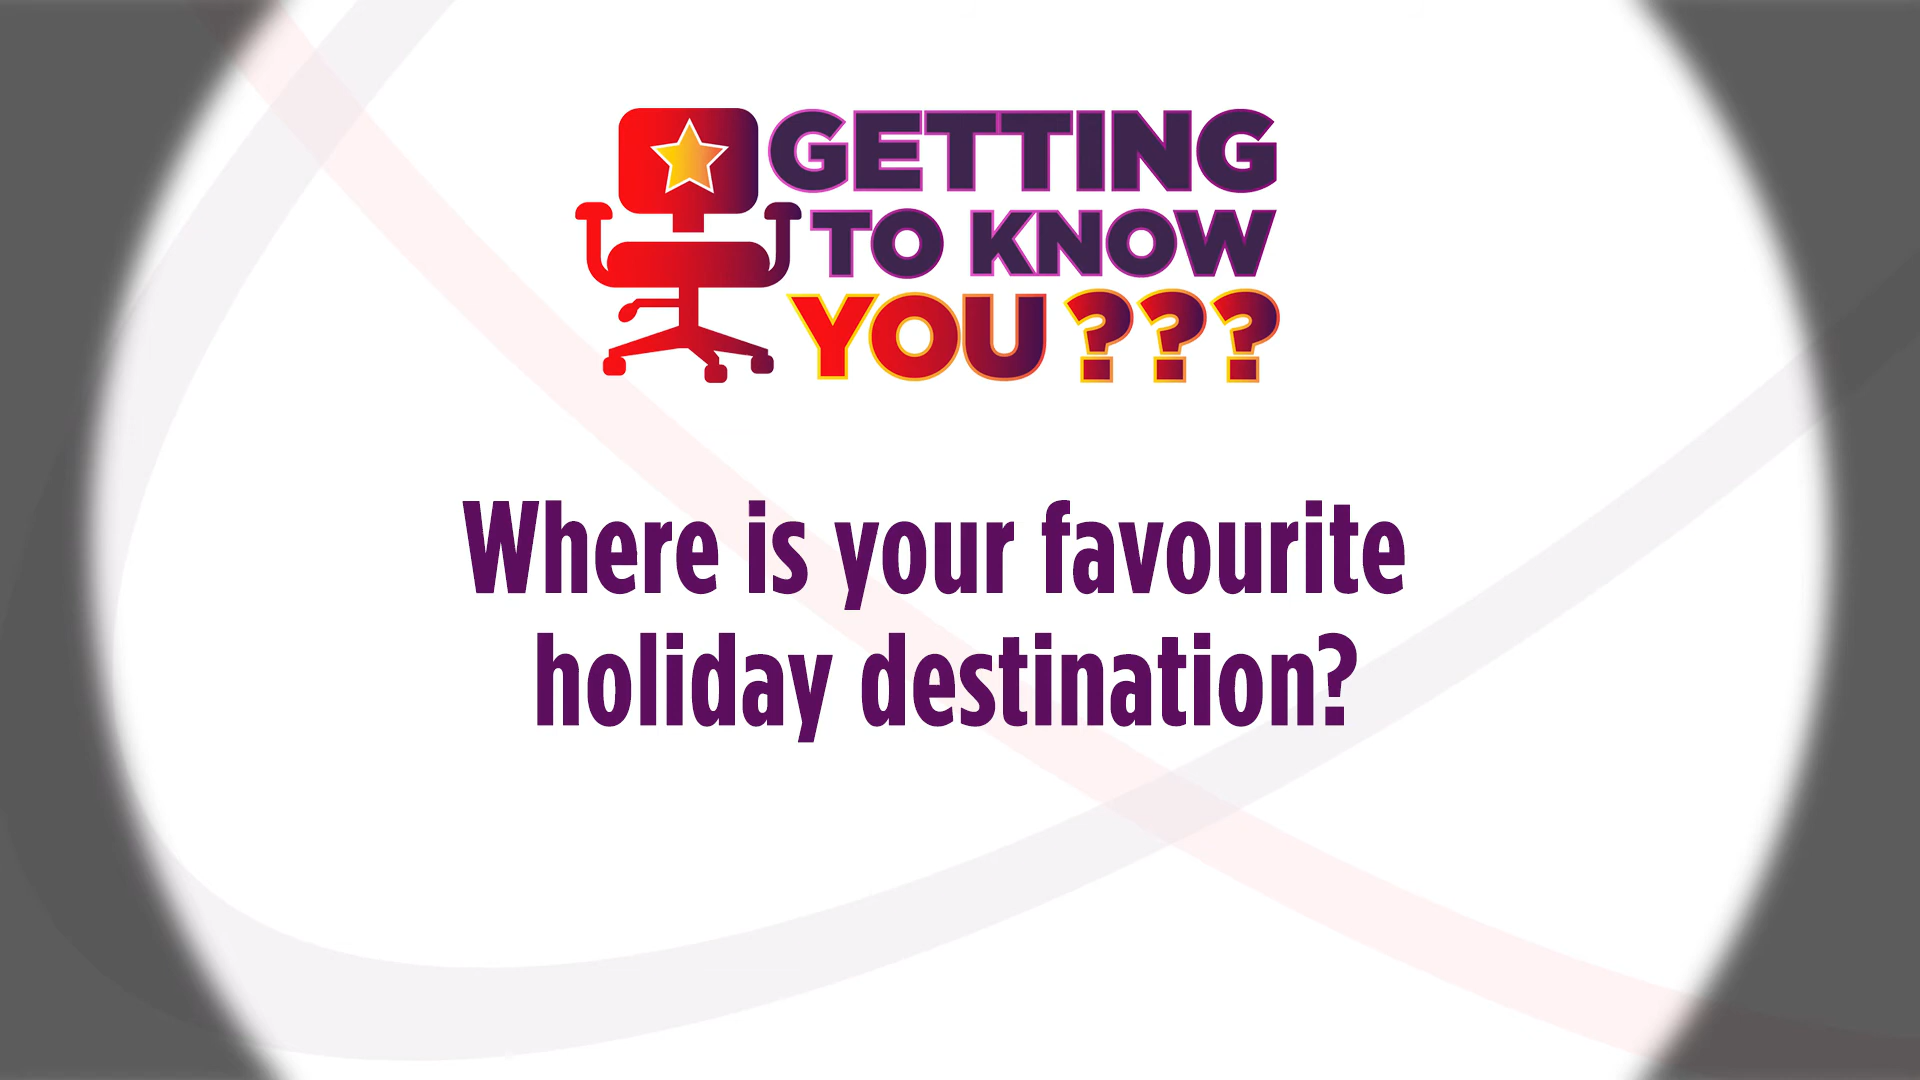 GETTING
TO KNOW
YOU ???
Where is your favourite
holiday destination?